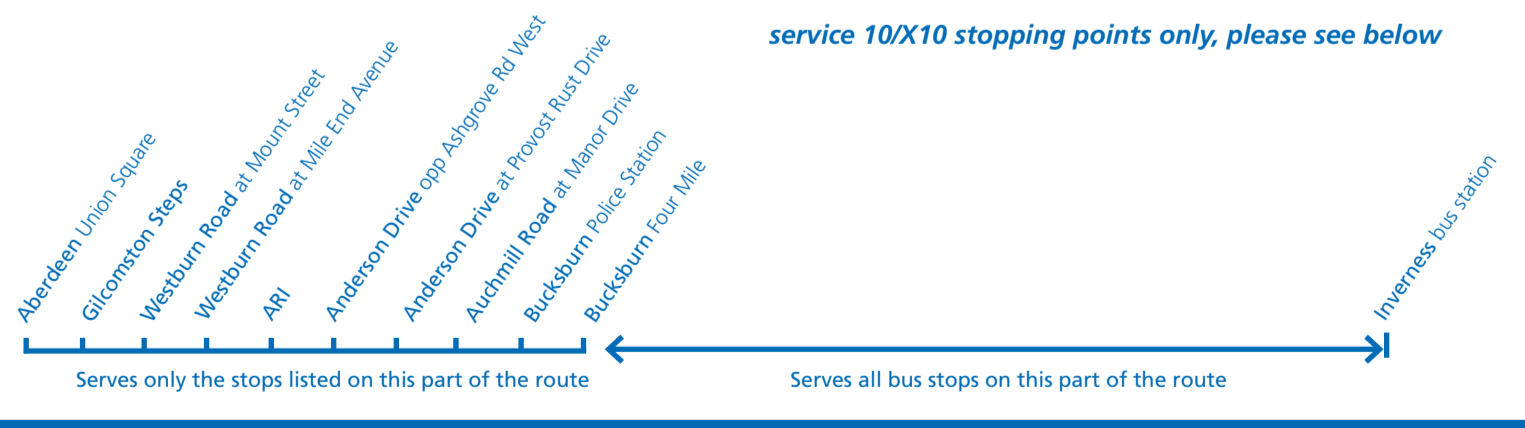 service 10/X10 stopping points only, please see below
Aberdeen Union Square
Gilcomston Steps
Westburn Road at Mount Street
Westburn Road at Mile End Avenue
ARI
Anderson Drive opp Ashgrove Rd West
Anderson Drive at Provost Rust Drive
Auchmill Road at Manor Drive
Bucksburn Police Station
Bucksburn Four Mile
Inverness bus station
Serves only the stops listed on this part of the route
Serves all bus stops on this part of the route